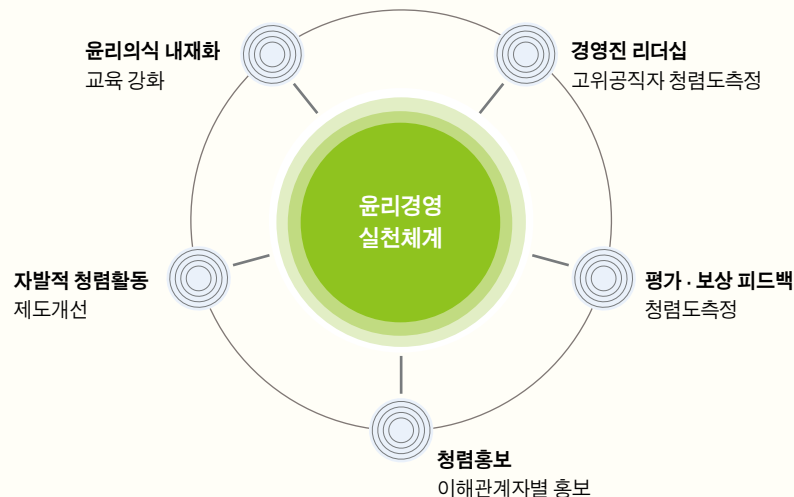 윤리의식 내재화
교육 강화
경영진 리더십
고위공직자 청렴도측정
윤리경영
실천체계
자발적 청렴활동
제도개선
평가 · 보상 피드백
청렴도측정
청렴홍보
이해관계자별 홍보